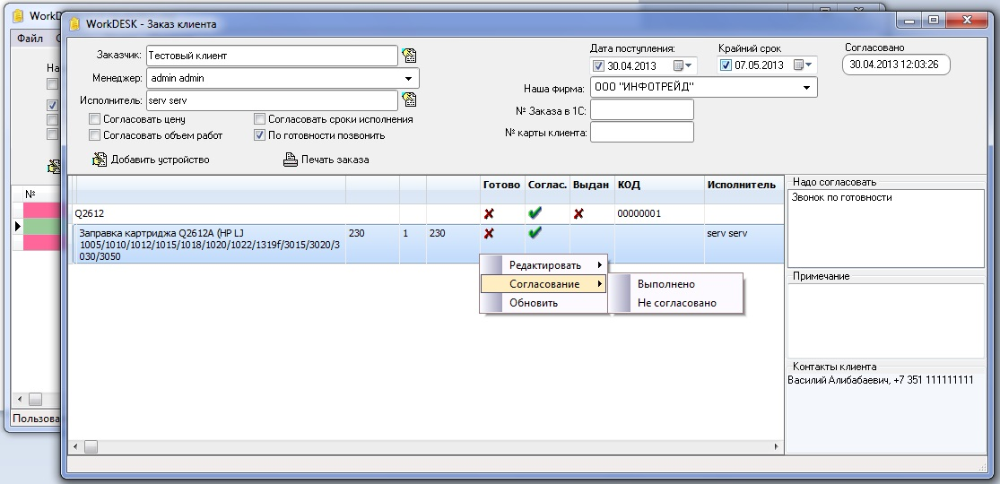 WorkD
WorkDESK - Заказ клиента
Файл
На
№
Пользова
Заказчик: Тестовый клиент
Менеджер: admin admin
Исполнитель: serv serv
Согласовать цену
Согласовать сроки исполнения
Согласовать объем работ
По готовности позвонить
Дата поступления:
30.04.2013
Крайний срок
07.05.2013
Согласовано
30.04.2013 12:03:26
Наша фирма: ООО "ИНФОТРЕЙД"
№ Заказа в 1С:
№ карты клиента:
Добавить устройство
Печать заказа
Готово Соглас. Выдан КОД Исполнитель
Q2612 00000001
Заправка картриджа Q2612A (HP LJ 230 1 230 serv serv
1005/1010/1012/1015/1018/1020/1022/1319f/3015/3020/3
030/3050
Редактировать
Согласование
Обновить
Выполнено
Не согласовано
Надо согласовать
Звонок по готовности
Примечание
Контакты клиента
Василий Алибабаевич, +7 351 111111111